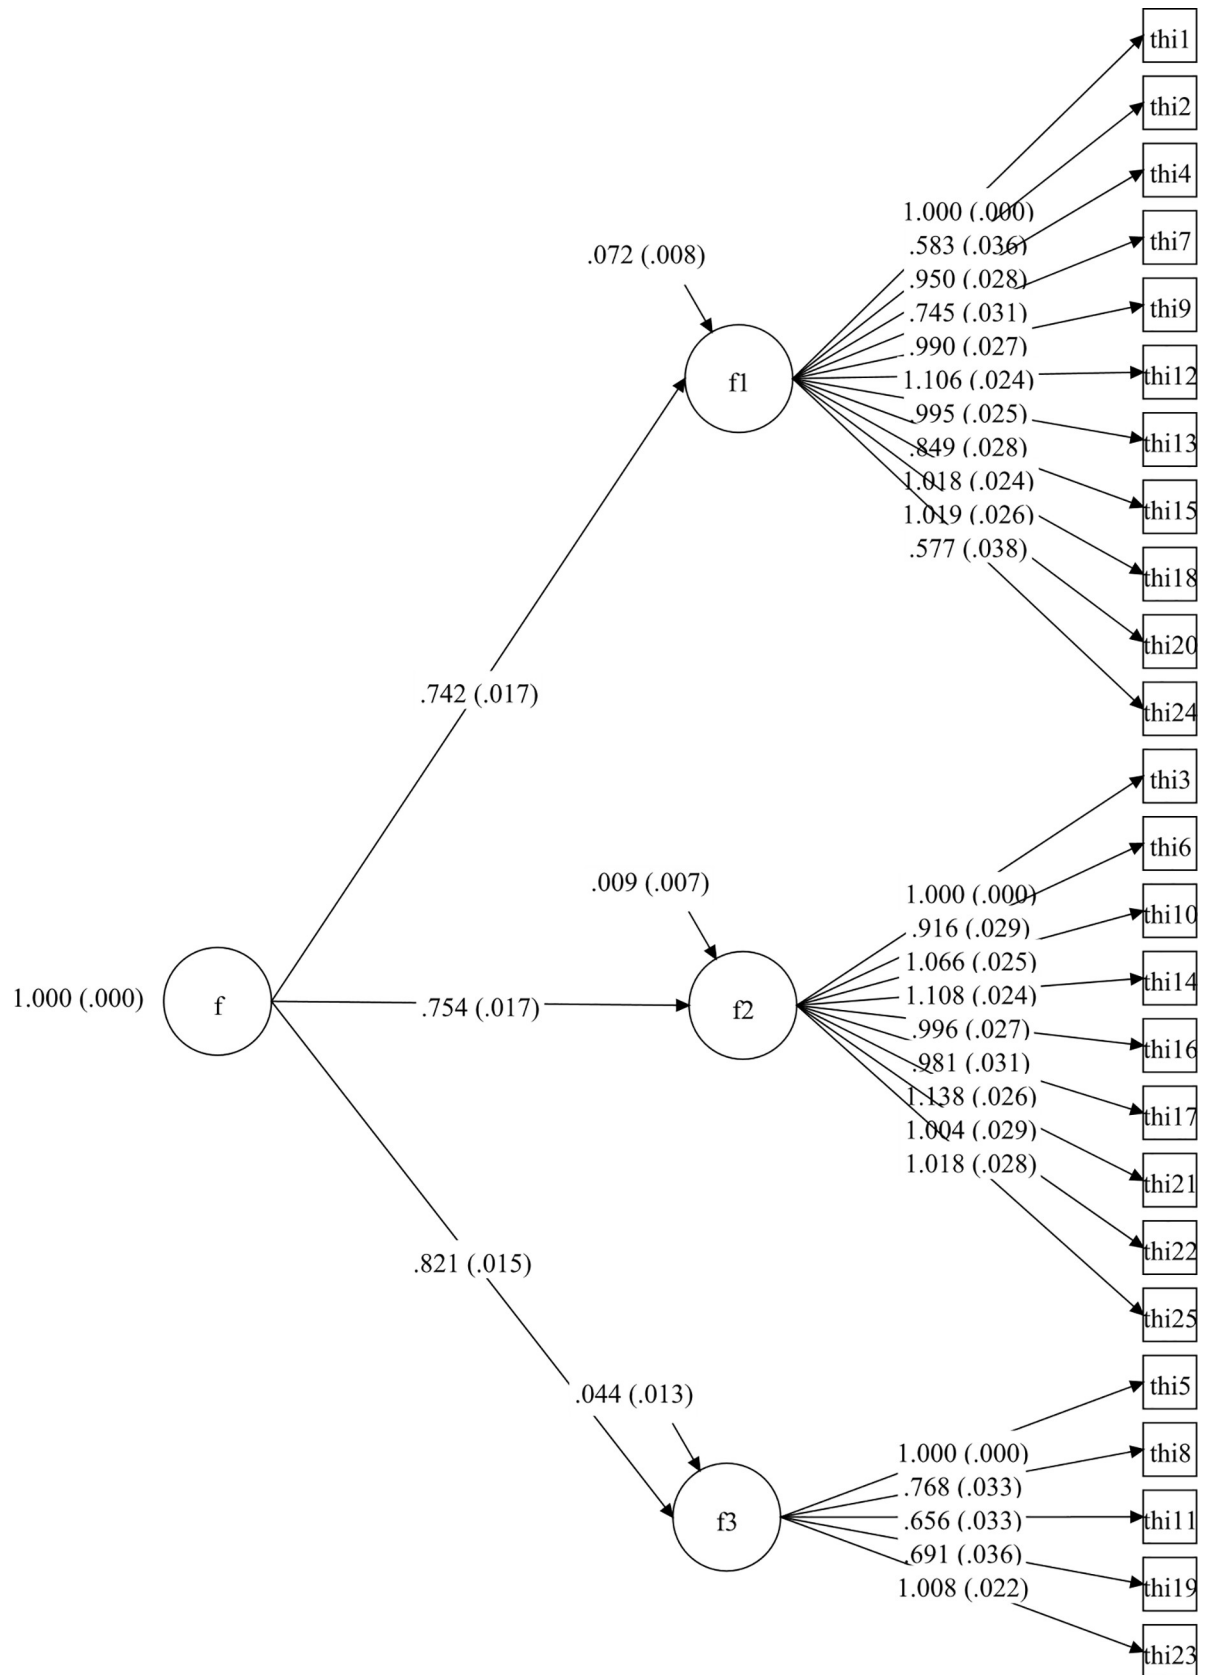 thi1
thi2
thi4
thi7
thi9
thi12
thi13
thi15
thi18
thi20
thi24
1.000 (.000)
.583 (.036)
.950 (.028)
.745 (.031)
.990 (.027)
1.106 (.024)
.995 (.025)
.849 (.028)
1.018 (.024)
1.019 (.026)
.577 (.038)
.072 (.008)
f1
.742 (.017)
thi3
thi6
thi10
thi14
thi16
thi17
thi21
thi22
thi25
1.000 (.000)
.916 (.029)
1.066 (.025)
1.108 (.024)
.996 (.027)
.981 (.031)
1.138 (.026)
1.004 (.029)
1.018 (.028)
.009 (.007)
f2
1.000 (.000)
f
.754 (.017)
.821 (.015)
.044 (.013)
f3
thi5
thi8
thi11
thi19
thi23
1.000 (.000)
.768 (.033)
.656 (.033)
.691 (.036)
1.008 (.022)